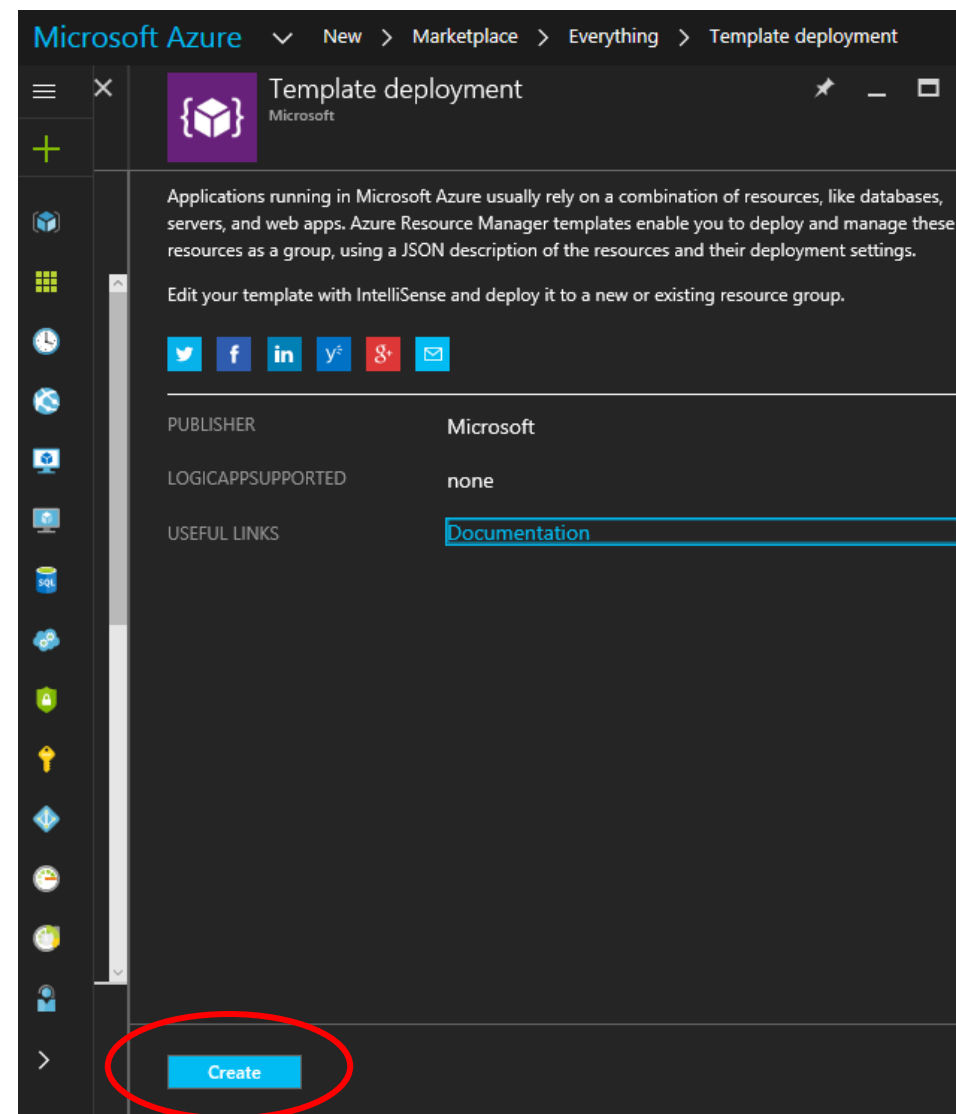 Microsoft Azure New > Marketplace > Everything > Template deployment
Template deployment
Microsoft
Applications running in Microsoft Azure usually rely on a combination of resources, like databases,
servers, and web apps. Azure Resource Manager templates enable you to deploy and manage these
resources as a group, using a JSON description of the resources and their deployment settings.
Edit your template with IntelliSense and deploy it to a new or existing resource group.
f in y 8+
PUBLISHER Microsoft
LOGICAPPSUPPORTED none
USEFUL LINKS Documentation
SQL
Create